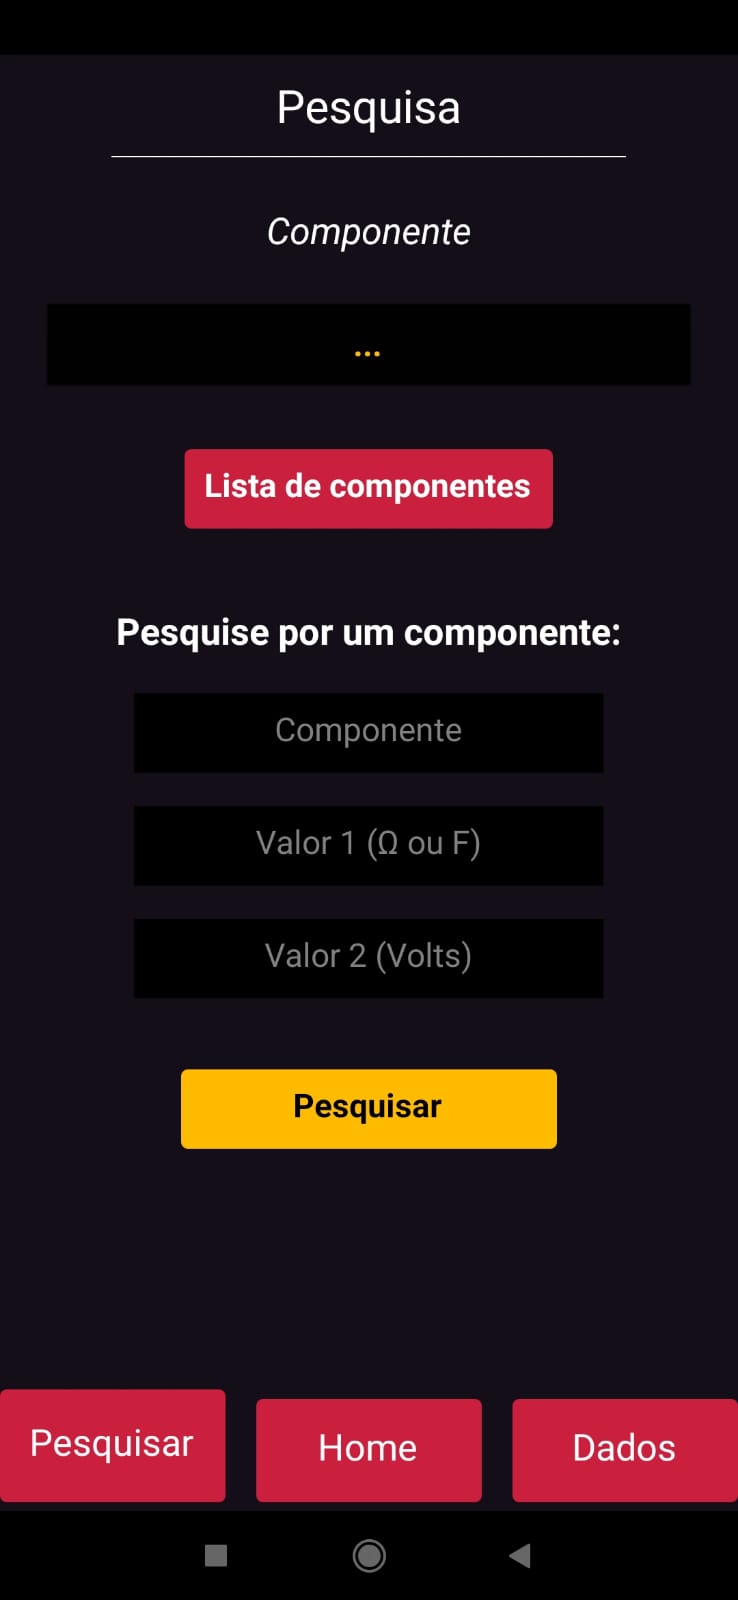 Pesquisa
Componente
...
Lista de componentes
Pesquise por um componente:
Componente
Valor 1 (Ω ou F)
Valor 2 (Volts)
Pesquisar
Pesquisar
Home
Dados